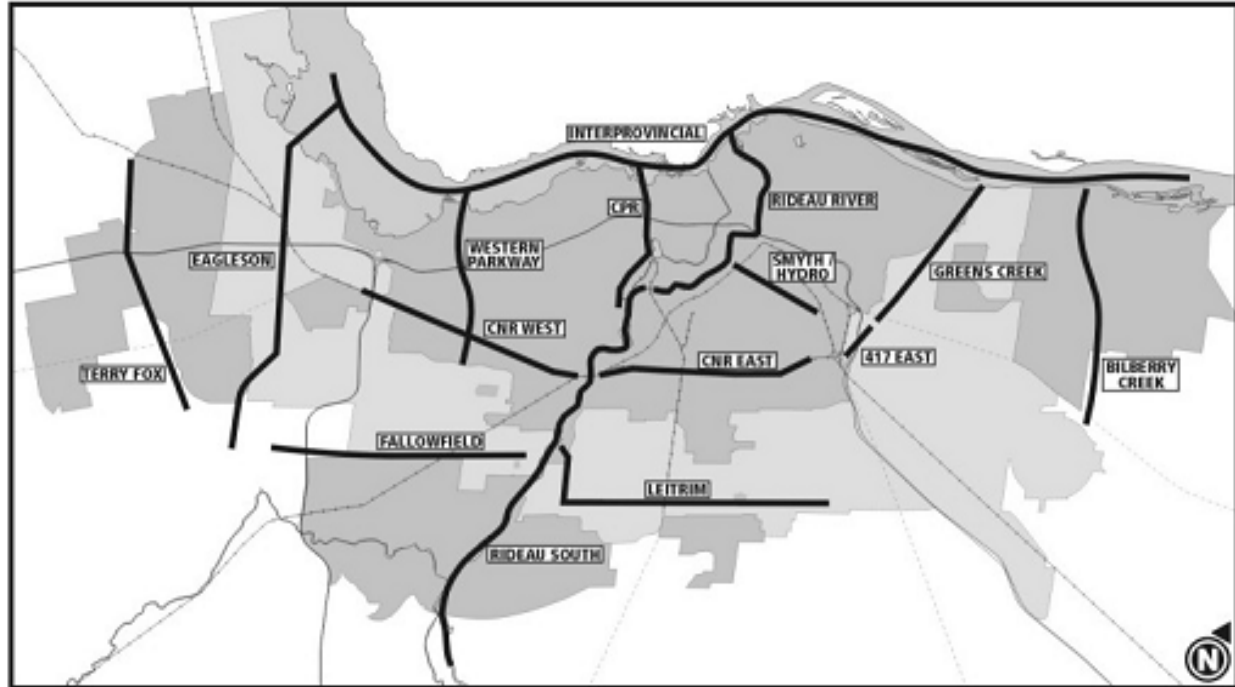 INTERPROVINCIAL
CPR
RIDEAU RIVER
WESTERN
PARKWAY
EAGLESON
SMYTH /
HYDRO
GREENS CREEK
CNR WEST
CNR EAST
417 EAST
TERRY FOX
BILBERRY
CREEK
FALLOWFIELD
LEITRIM
RIDEAU SOUTH
N